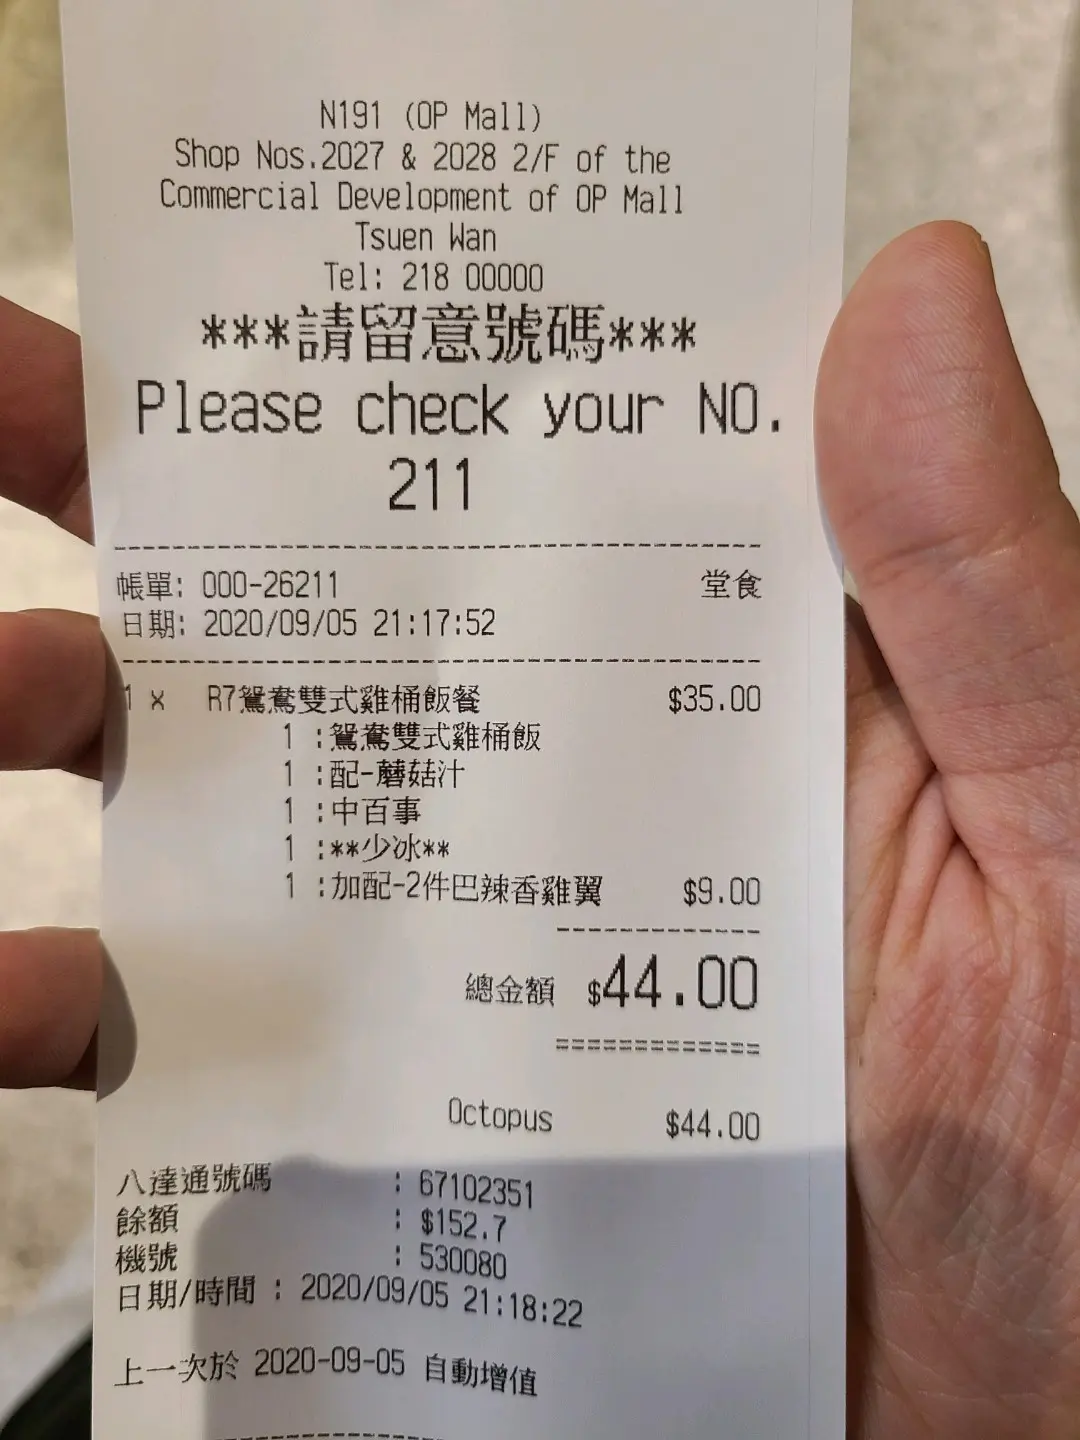 N191 (OP Mall)
Shop Nos.2027 & 2028 2/F of the
Commercial Development of OP Mall
Tsuen Wan
Tel: 218 00000
***請留意號碼***
Please check your NO.
211
帳單: 000-26211 堂食
日期: 2020/09/05 21:17:52
1 x R7鴛鴦雙式雞桶飯餐 $35.00
1 :鴛鴦雙式雞桶飯
1 :配-蘑菇汁
1 :中百事
1 :**少冰**
1 :加配-2件巴辣香雞翼 $9.00
總金額 $44.00
Octopus $44.00
八達通號碼 : 67102351
餘額 : $152.7
機號 : 530080
日期/時間 : 2020/09/05 21:18:22
上一次於 2020-09-05 自動增值